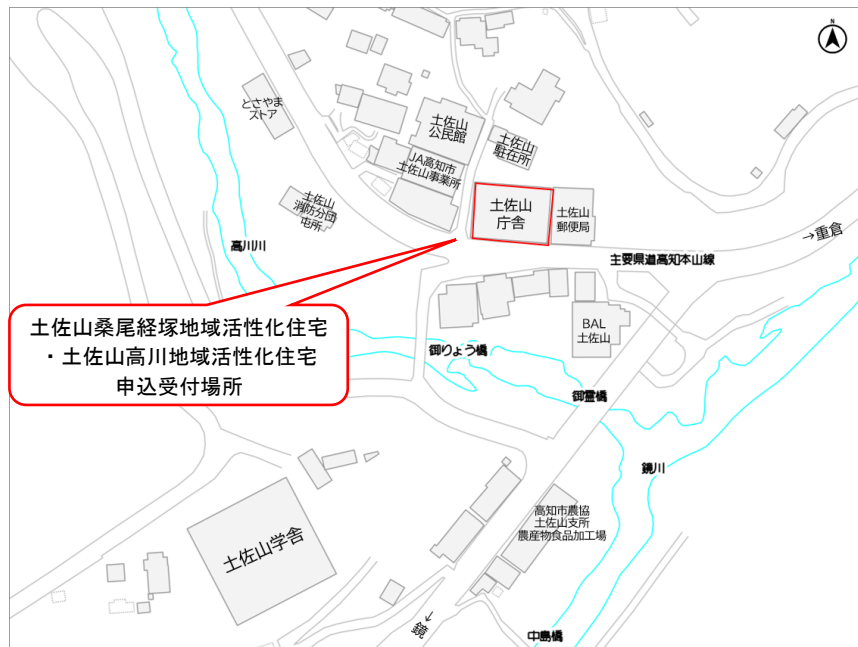 N
とさやま
ストア
土佐山
公民館
土佐山
駐在所
JA高知市
土佐山事業所
土佐山
消防分団
屯所
土佐山
庁舎
土佐山
郵便局
→重倉
高川川
主要県道高知本山線
土佐山桑尾経塚地域活性化住宅
・土佐山高川地域活性化住宅
申込受付場所
BAL
土佐山
御りょう橋
御霊橋
鏡川
高知市農協
土佐山支所
農産物食品加工場
土佐山学舎
→鏡
中島橋